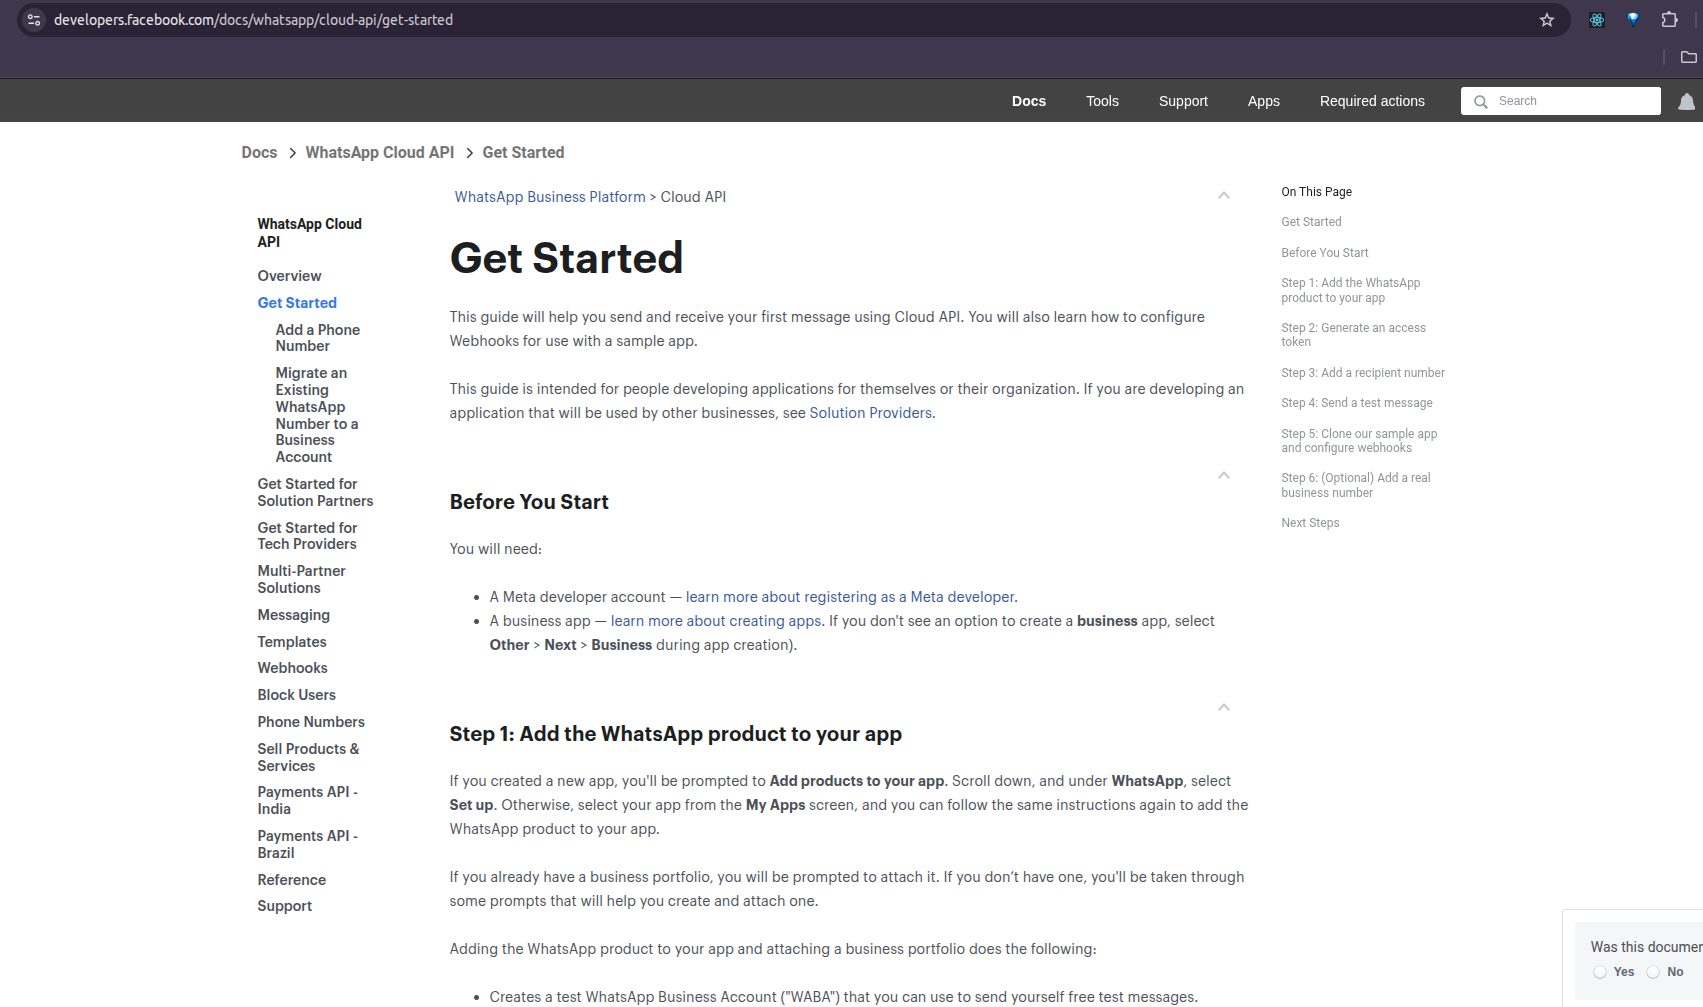 developers.facebook.com/docs/whatsapp/cloud-api/get-started
Docs Tools Support Apps Required actions Search
Docs > WhatsApp Cloud API > Get Started
WhatsApp Cloud
API
Overview
Get Started
Add a Phone
Number
Migrate an
Existing
WhatsApp
Number to a
Business
Account
Get Started for
Solution Partners
Get Started for
Tech Providers
Multi-Partner
Solutions
Messaging
Templates
Webhooks
Block Users
Phone Numbers
Sell Products &
Services
Payments API -
India
Payments API -
Brazil
Reference
Support
WhatsApp Business Platform > Cloud API
Get Started
This guide will help you send and receive your first message using Cloud API. You will also learn how to configure
Webhooks for use with a sample app.
This guide is intended for people developing applications for themselves or their organization. If you are developing an
application that will be used by other businesses, see Solution Providers.
Before You Start
You will need:
• A Meta developer account — learn more about registering as a Meta developer.
• A business app — learn more about creating apps. If you don't see an option to create a business app, select
Other > Next > Business during app creation).
Step 1: Add the WhatsApp product to your app
If you created a new app, you'll be prompted to Add products to your app. Scroll down, and under WhatsApp, select
Set up. Otherwise, select your app from the My Apps screen, and you can follow the same instructions again to add the
WhatsApp product to your app.
If you already have a business portfolio, you will be prompted to attach it. If you don’t have one, you'll be taken through
some prompts that will help you create and attach one.
Adding the WhatsApp product to your app and attaching a business portfolio does the following:
• Creates a test WhatsApp Business Account ("WABA") that you can use to send yourself free test messages.
On This Page
Get Started
Before You Start
Step 1: Add the WhatsApp
product to your app
Step 2: Generate an access
token
Step 3: Add a recipient number
Step 4: Send a test message
Step 5: Clone our sample app
and configure webhooks
Step 6: (Optional) Add a real
business number
Next Steps
Was this documen
Yes No